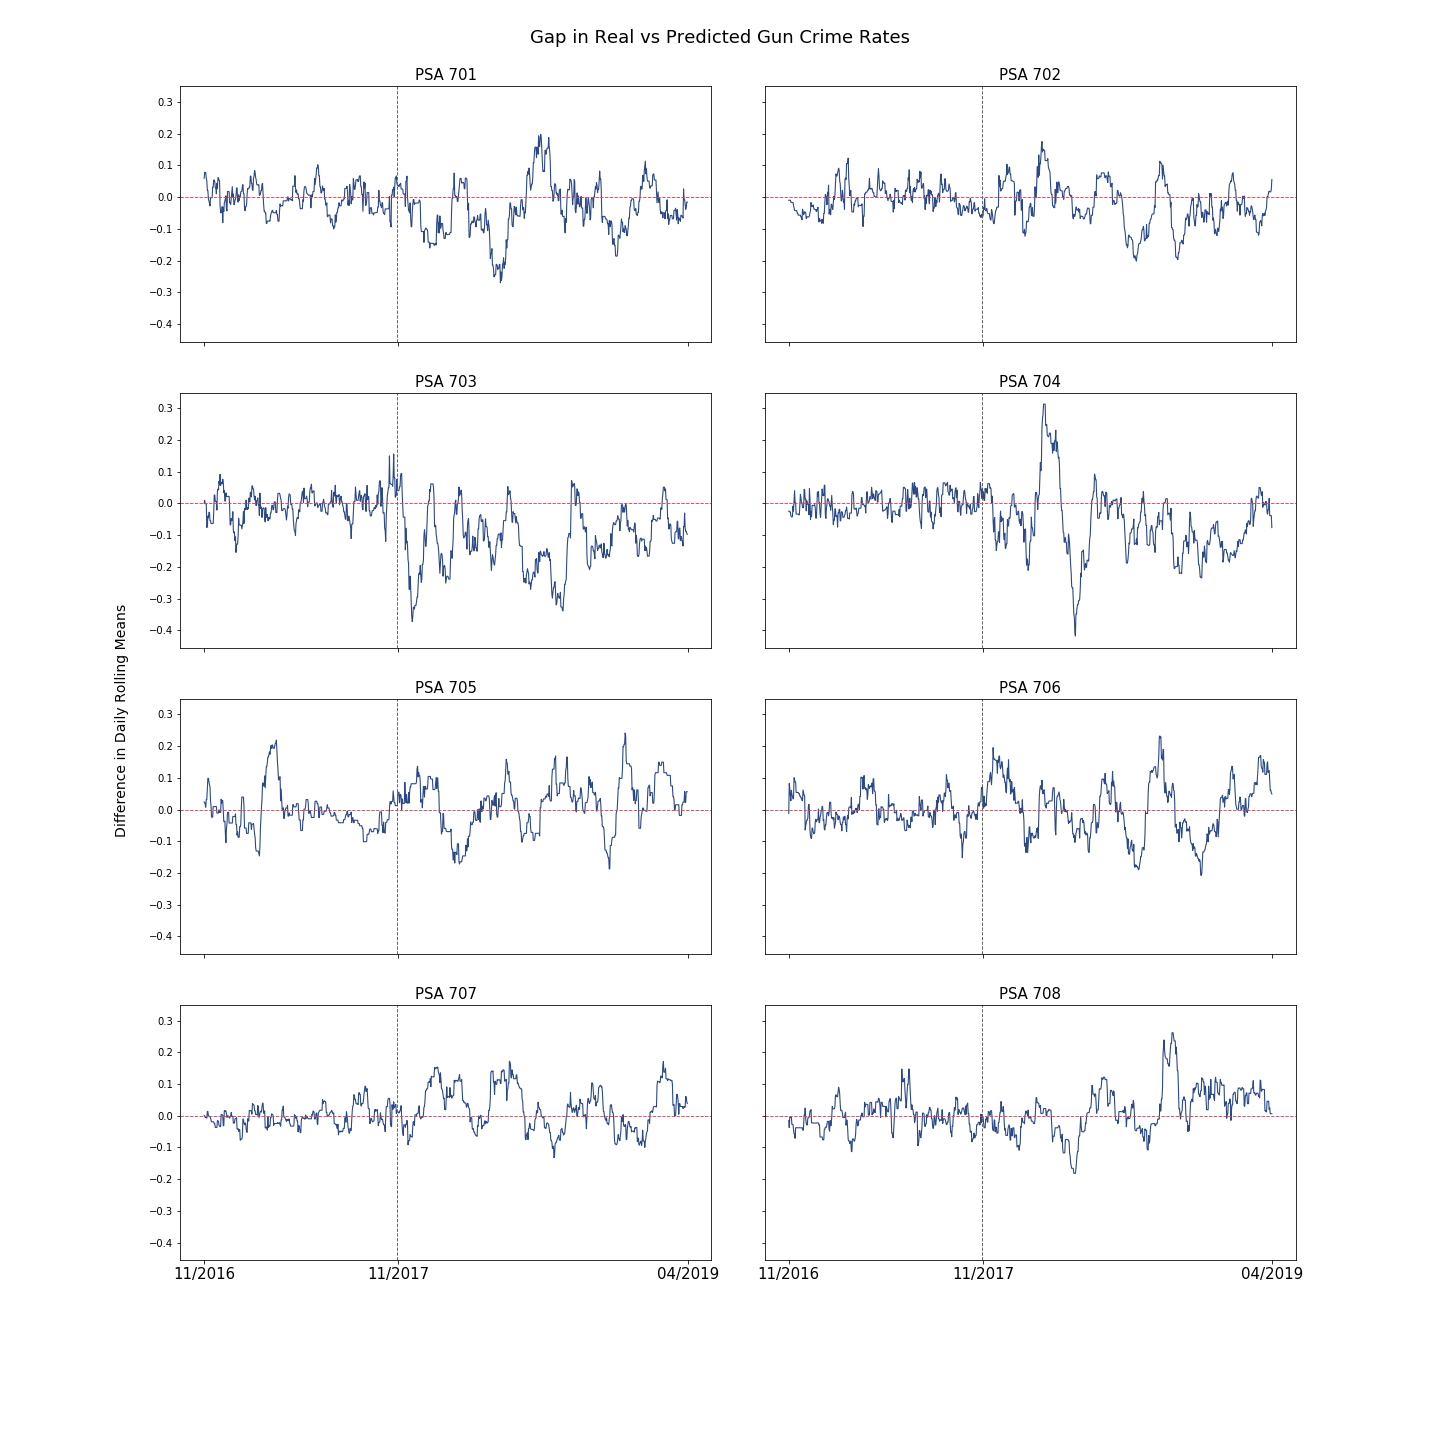 Gap in Real vs Predicted Gun Crime Rates
PSA 701
PSA 702
0.3
0.2
0.1
0.0
−0.1
−0.2
−0.3
−0.4
PSA 703
PSA 704
0.3
0.2
0.1
0.0
−0.1
−0.2
−0.3
−0.4
Difference in Daily Rolling Means
PSA 705
PSA 706
0.3
0.2
0.1
0.0
−0.1
−0.2
−0.3
−0.4
PSA 707
PSA 708
0.3
0.2
0.1
0.0
−0.1
−0.2
−0.3
−0.4
11/2016 11/2017 04/2019
11/2016 11/2017 04/2019